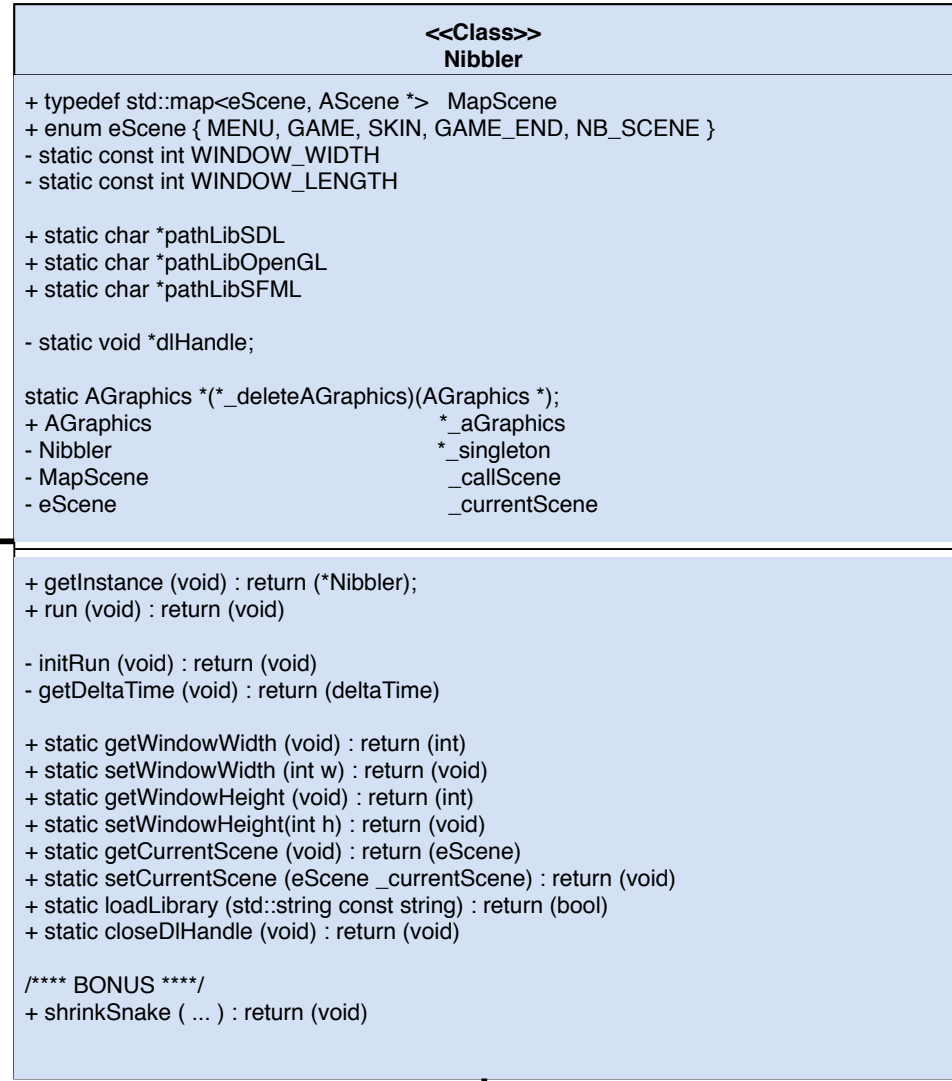 <<Class>>
Nibbler
+ typedef std::map<eScene, AScene *> MapScene
+ enum eScene { MENU, GAME, SKIN, GAME_END, NB_SCENE }
- static const int WINDOW_WIDTH
- static const int WINDOW_LENGTH
+ static char *pathLibSDL
+ static char *pathLibOpenGL
+ static char *pathLibSFML
- static void *dlHandle;
static AGraphics *(*_deleteAGraphics)(AGraphics *);
+ AGraphics *_aGraphics
- Nibbler *_singleton
- MapScene _callScene
- eScene _currentScene
+ getInstance (void) : return (*Nibbler);
+ run (void) : return (void)
- initRun (void) : return (void)
- getDeltaTime (void) : return (deltaTime)
+ static getWindowWidth (void) : return (int)
+ static setWindowWidth (int w) : return (void)
+ static getWindowHeight (void) : return (int)
+ static setWindowHeight(int h) : return (void)
+ static getCurrentScene (void) : return (eScene)
+ static setCurrentScene (eScene _currentScene) : return (void)
+ static loadLibrary (std::string const string) : return (bool)
+ static closeDlHandle (void) : return (void)
/**** BONUS ****/
+ shrinkSnake ( ... ) : return (void)